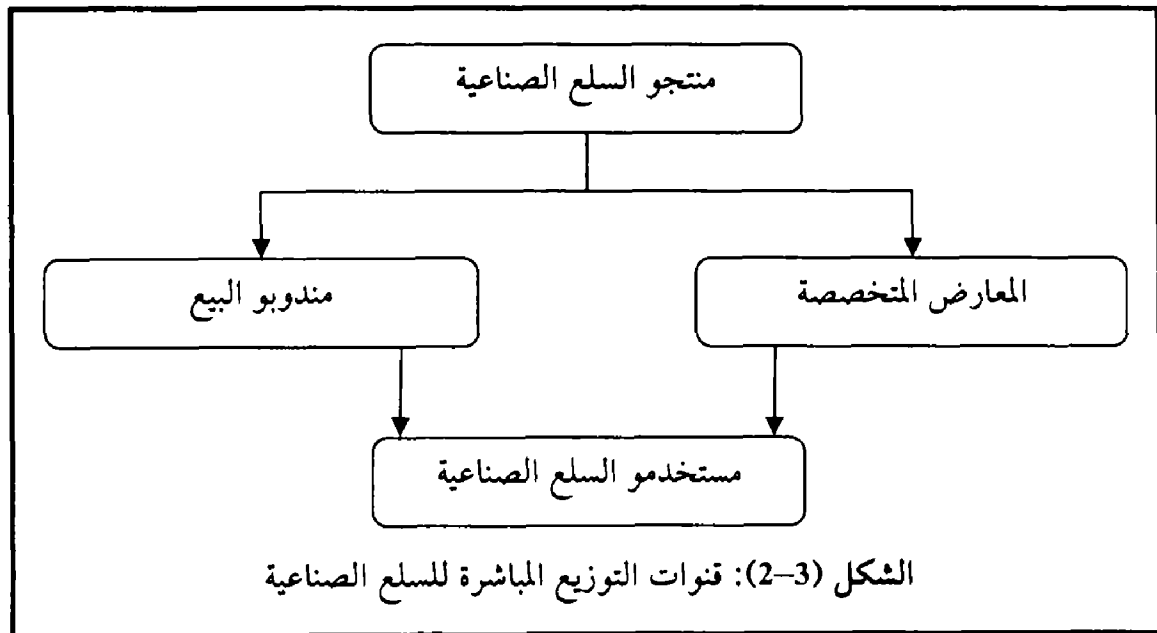 منتجو السلع الصناعية
المعارض المتخصصة
مندوبو البيع
مستخدمو السلع الصناعية
الشكل (3–2): قنوات التوزيع المباشرة للسلع الصناعية